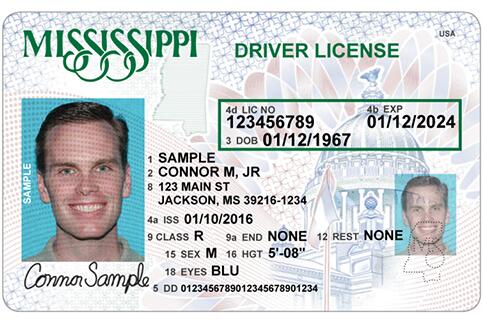 MISSISSIPPI
DRIVER LICENSE
USA
4d LIC NO 4b EXP
123456789 01/12/2024
3 DOB 01/12/1967
SAMPLE
1 SAMPLE
2 CONNOR M, JR
8 123 MAIN ST
JACKSON, MS 39216-1234
4a ISS 01/10/2016
9 CLASS R 9a END NONE 12 REST NONE
15 SEX M 16 HGT 5'-08"
18 EYES BLU
5 DD 0123456789012345678901234
Connor Sample